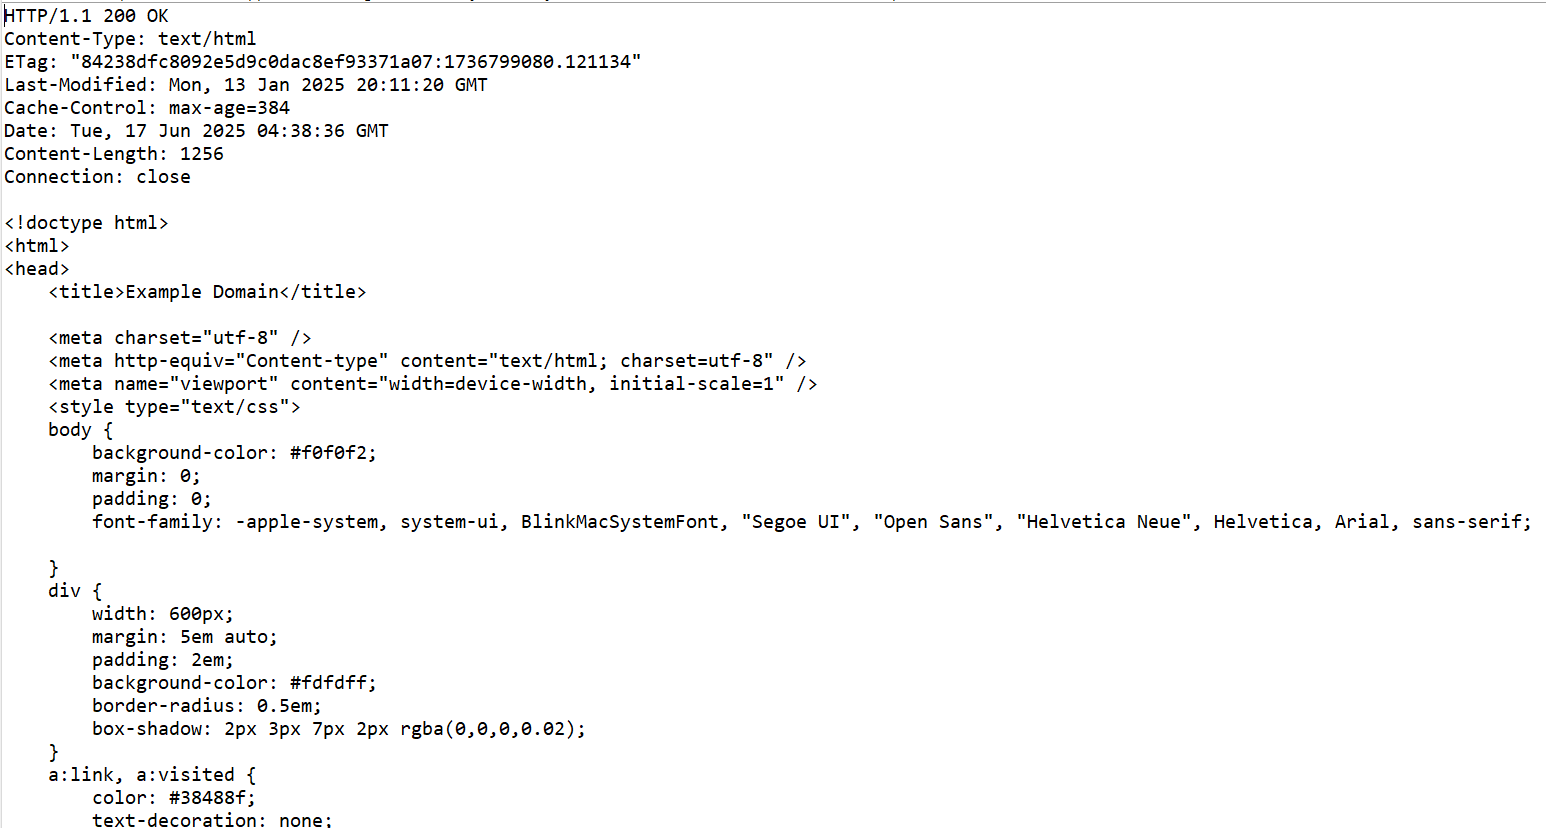 HTTP/1.1 200 OK
Content-Type: text/html
ETag: "84238dfc8092e5d9c0dac8ef93371a07:1736799080.121134"
Last-Modified: Mon, 13 Jan 2025 20:11:20 GMT
Cache-Control: max-age=384
Date: Tue, 17 Jun 2025 04:38:36 GMT
Content-Length: 1256
Connection: close

<!doctype html>
<html>
<head>
    <title>Example Domain</title>

    <meta charset="utf-8" />
    <meta http-equiv="Content-type" content="text/html; charset=utf-8" />
    <meta name="viewport" content="width=device-width, initial-scale=1" />
    <style type="text/css">
    body {
        background-color: #f0f0f2;
        margin: 0;
        padding: 0;
        font-family: -apple-system, system-ui, BlinkMacSystemFont, "Segoe UI", "Open Sans", "Helvetica Neue", Helvetica, Arial, sans-serif;

    }
    div {
        width: 600px;
        margin: 5em auto;
        padding: 2em;
        background-color: #fdfdff;
        border-radius: 0.5em;
        box-shadow: 2px 3px 7px 2px rgba(0,0,0,0.02);
    }
    a:link, a:visited {
        color: #38488f;
        text-decoration: none;